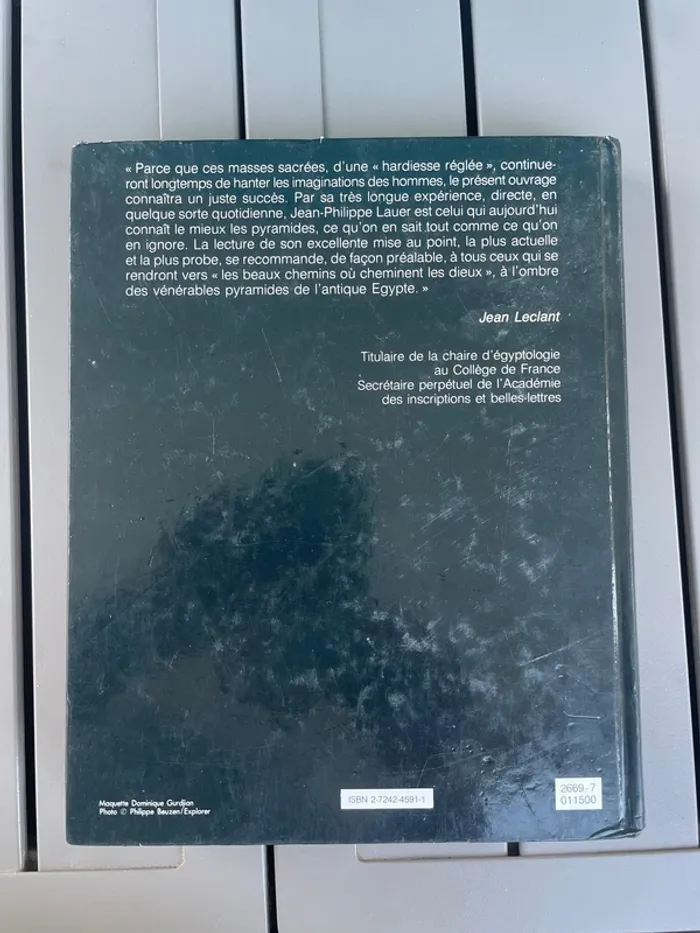 « Parce que ces masses sacrées, d'une « hardiesse réglée », continue-
ront longtemps de hanter les imaginations des hommes, le présent ouvrage
connaîtra un juste succès. Par sa très longue expérience, directe, en
quelque sorte quotidienne, Jean-Philippe Lauer est celui qui aujourd'hui
connaît le mieux les pyramides, ce qu'on en sait tout comme ce qu'on
en ignore. La lecture de son excellente mise au point, la plus actuelle
et la plus probe, se recommande, de façon préalable, à tous ceux qui se
rendront vers « les beaux chemins où cheminent les dieux », à l'ombre
des vénérables pyramides de l'antique Egypte. »
Jean Leclant
Titulaire de la chaire d'égyptologie
au Collège de France
Secrétaire perpétuel de l'Académie
des inscriptions et belles-lettres
Maquette Dominique Gurdjian
Photo © Philippe Beuzen/Explorer
ISBN 2-7242-4591-1
2669-7
011500